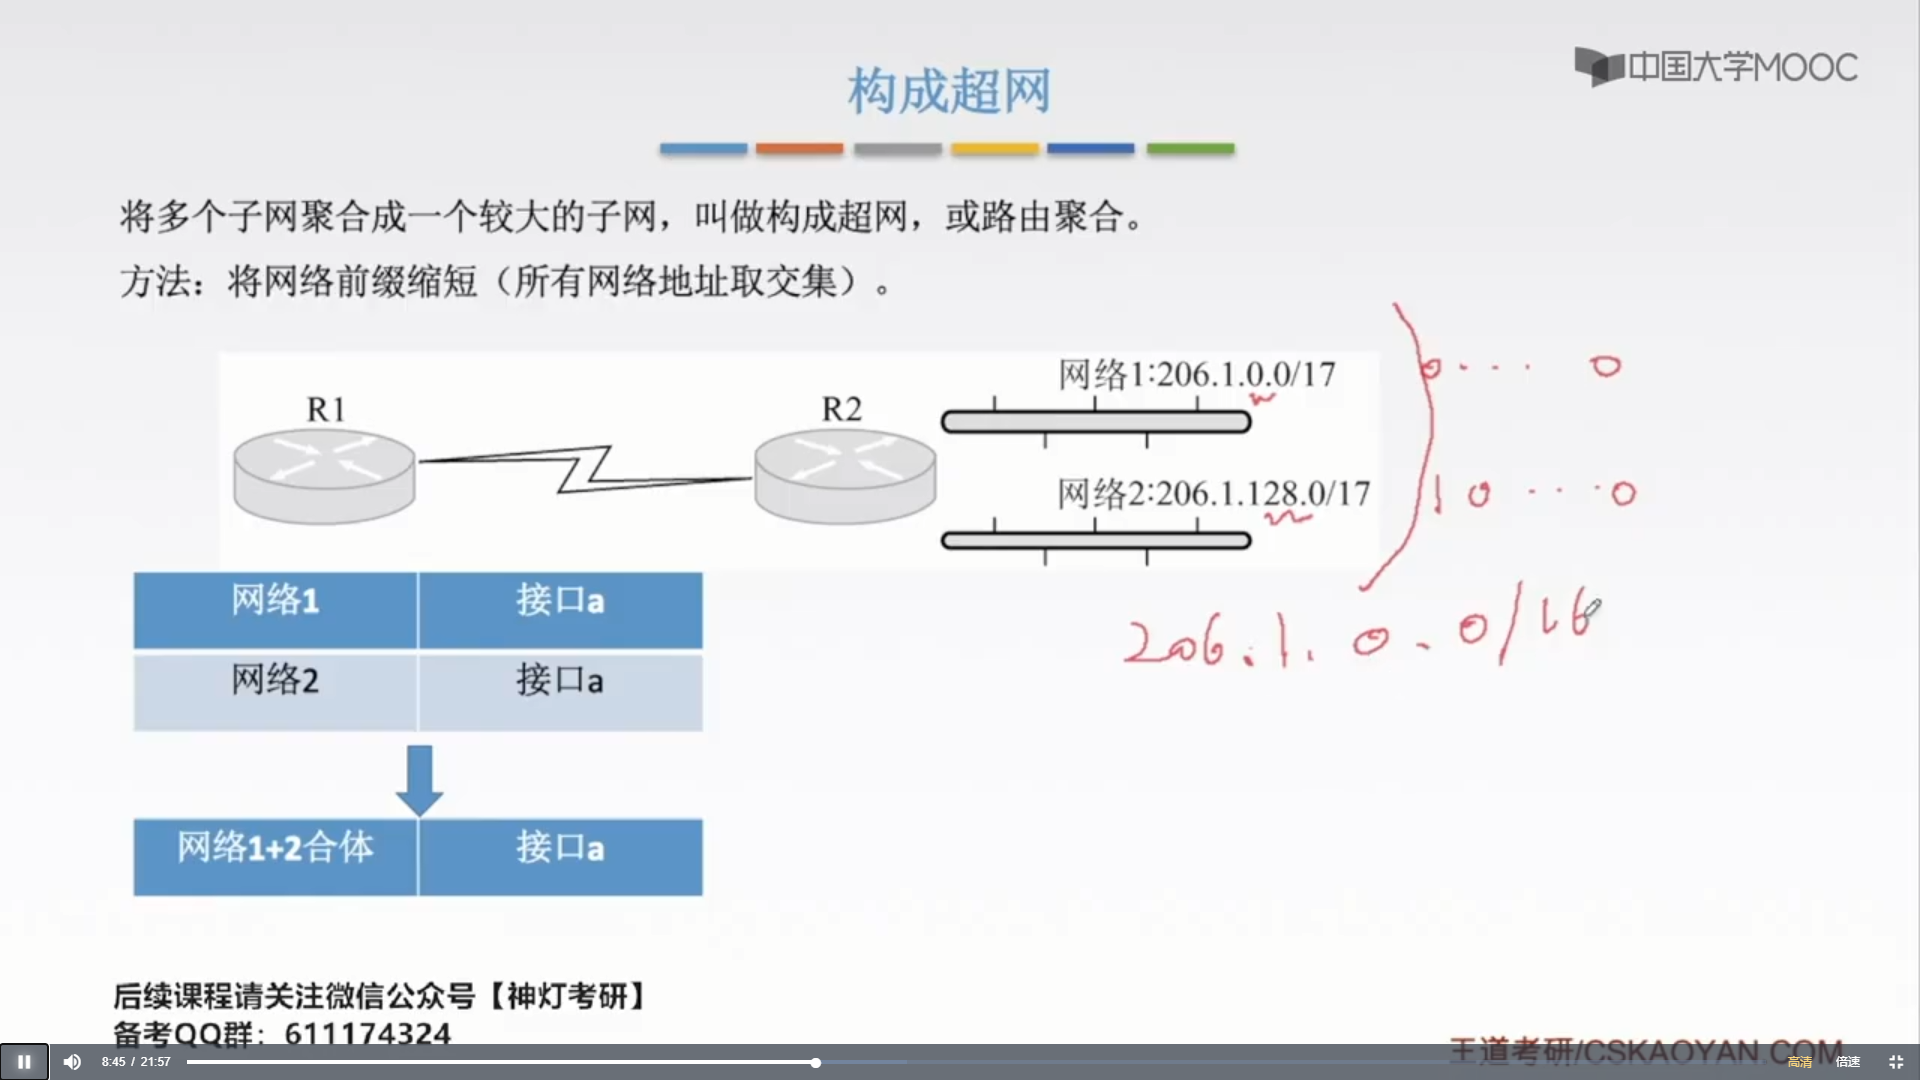 中国大学MOOC
构成超网
将多个子网聚合成一个较大的子网，叫做构成超网，或路由聚合。
方法：将网络前缀缩短（所有网络地址取交集）。
R1
R2
网络1:206.1.0.0/17
0 · · · 0
网络2:206.1.128.0/17
1 0 · · · 0
206.1.0.0/16
网络1 接口a
网络2 接口a
网络1+2合体 接口a
后续课程请关注微信公众号【神灯考研】
备考QQ群：611174324
王道考研/CSKAOYAN.COM
8:45 / 21:57
高清 倍速